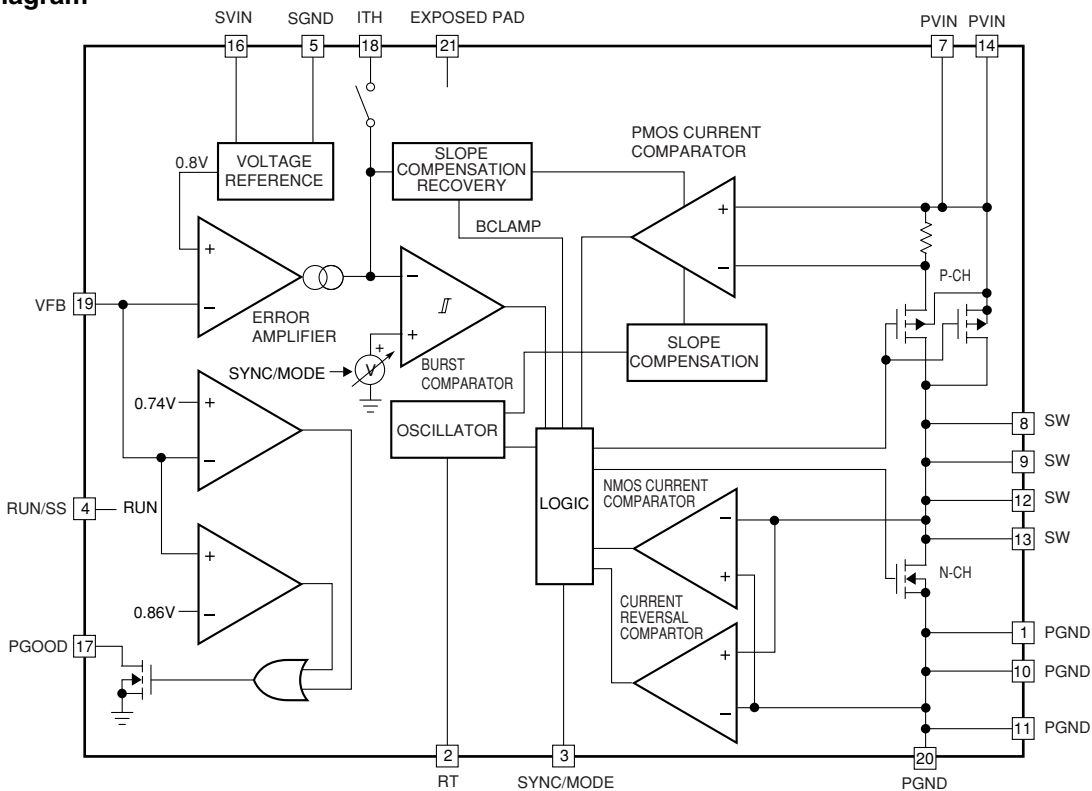 iagram
SVIN SGND ITH EXPOSED PAD PVIN PVIN
16 5 18 21 7 14
PMOS CURRENT
COMPARATOR
0.8V
VOLTAGE
REFERENCE
SLOPE
COMPENSATION
RECOVERY
BCLAMP
+
−
+
−
P-CH
VFB 19
ERROR
AMPLIFIER
−
+
SYNC/MODE
+
V
BURST
COMPARATOR
SLOPE
COMPENSATION
0.74V
+
−
OSCILLATOR
8 SW
9 SW
12 SW
13 SW
RUN/SS 4 RUN
LOGIC
NMOS CURRENT
COMPARATOR
−
+
N-CH
+
−
0.86V
CURRENT
REVERSAL
COMPARTOR
+
−
PGOOD 17
1 PGND
10 PGND
11 PGND
2 3 20
RT SYNC/MODE PGND